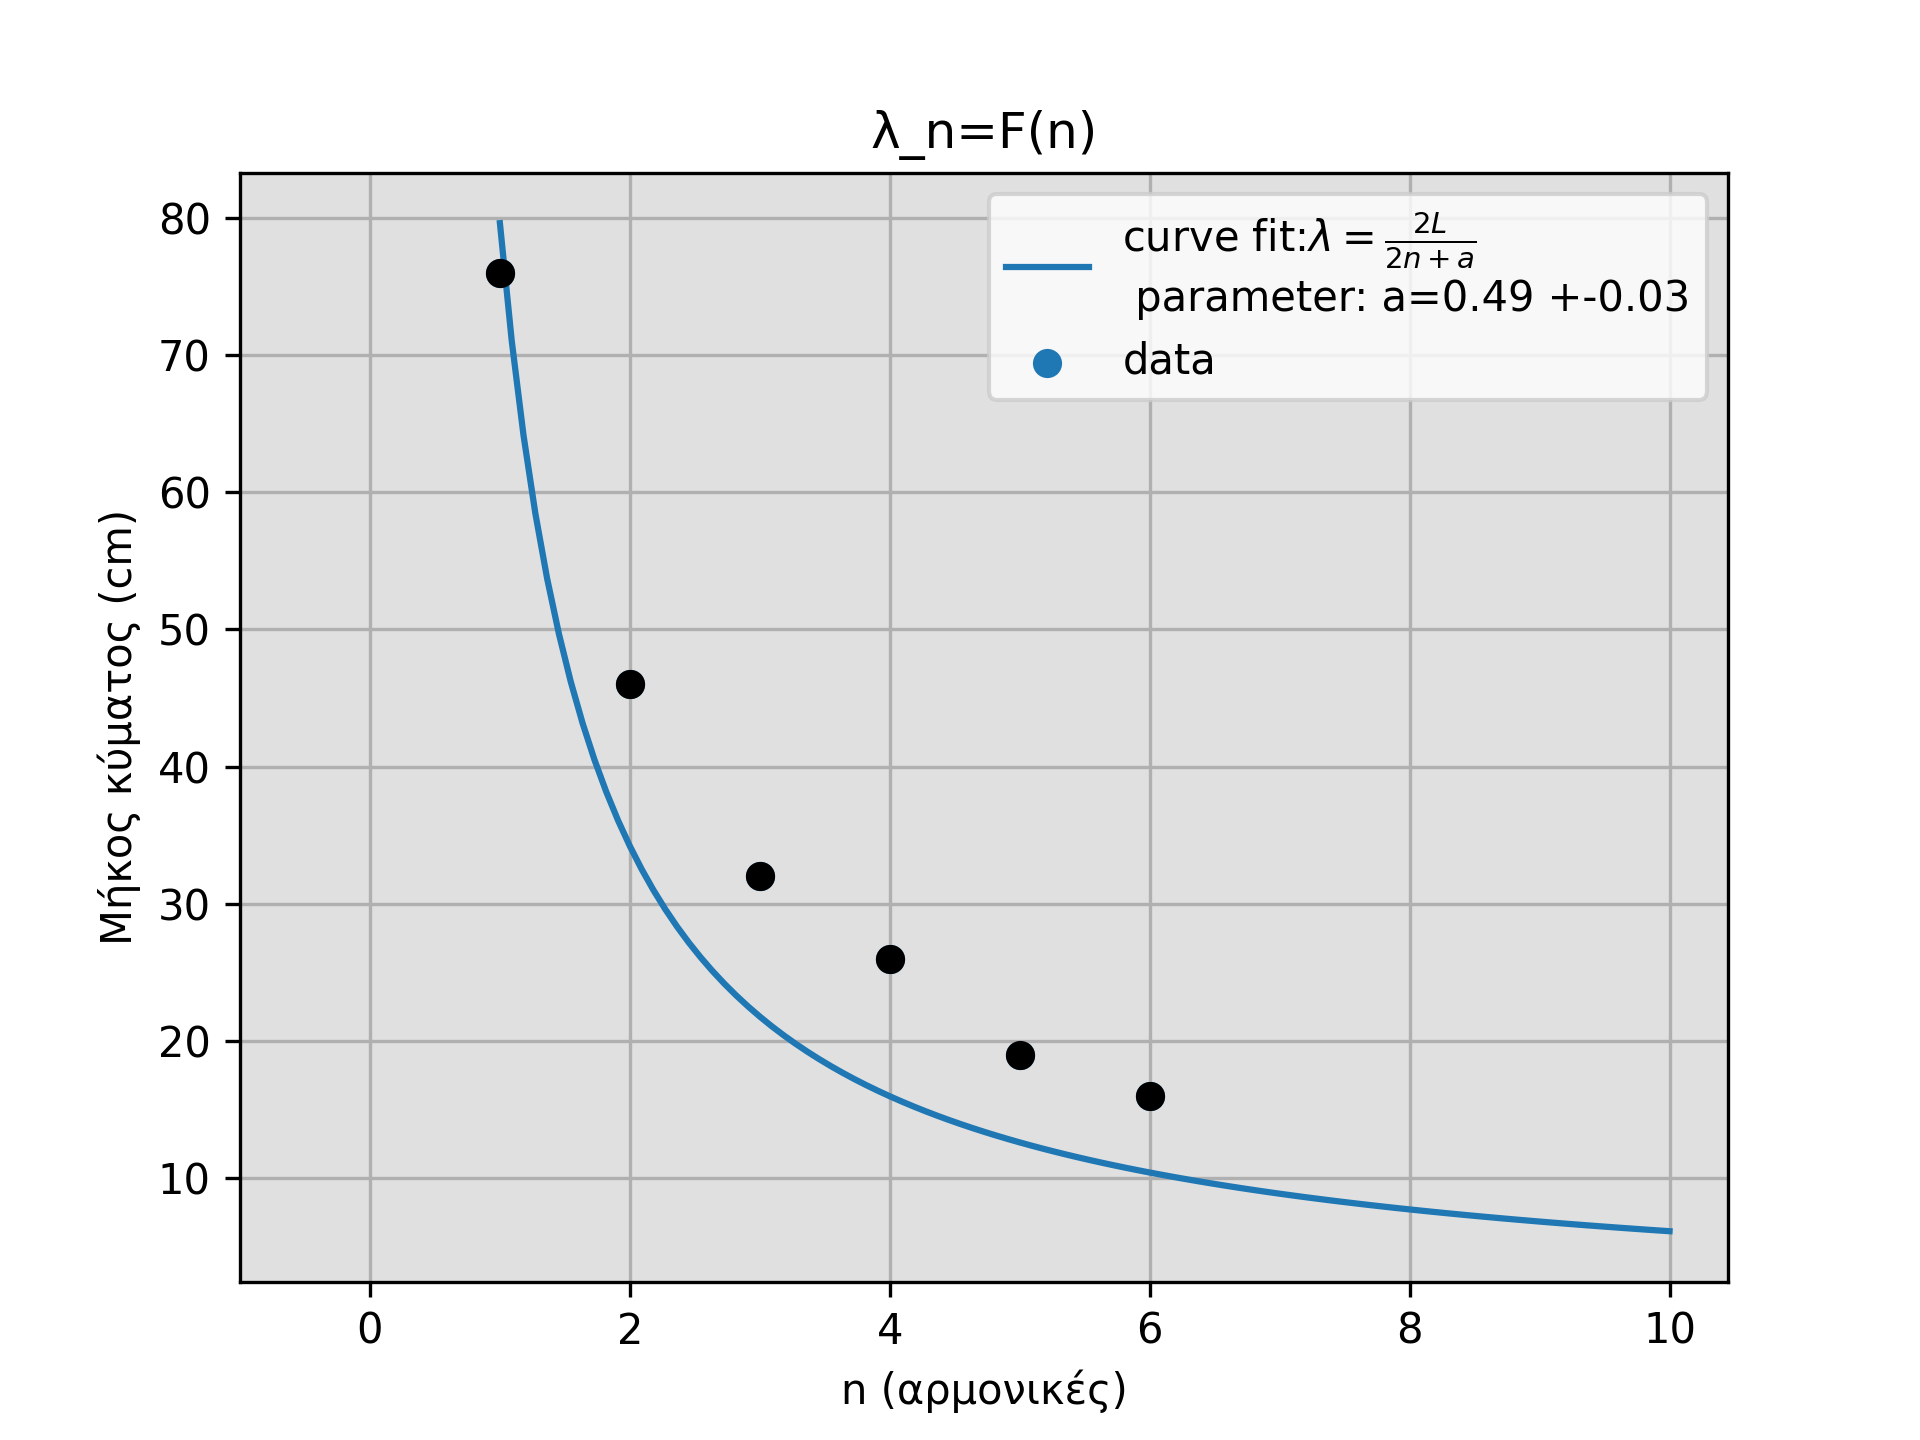 λ_n=F(n)
curve fit:λ = \frac{2L}{2n + a}
parameter: a=0.49 +-0.03
data
80
70
60
50
40
30
20
10
Μήκος κύματος (cm)
0 2 4 6 8 10
n (αρμονικές)